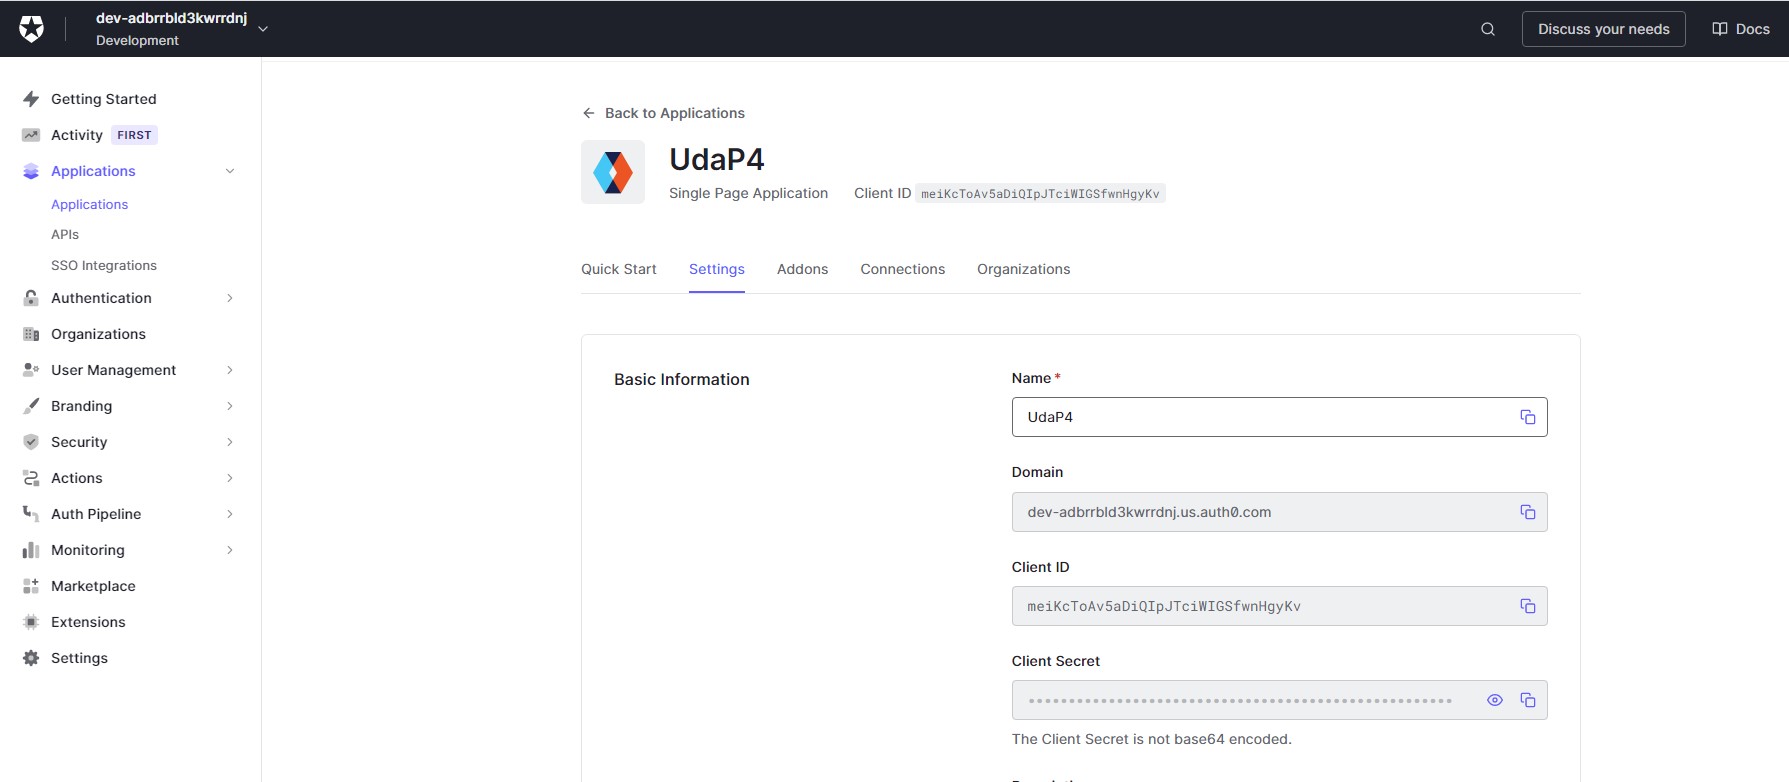 dev-adbrrbld3kwrrdnj
Development
Discuss your needs
Docs
Getting Started
Activity FIRST
Applications
Applications
APIs
SSO Integrations
Authentication
Organizations
User Management
Branding
Security
Actions
Auth Pipeline
Monitoring
Marketplace
Extensions
Settings
Back to Applications
UdaP4
Single Page Application Client ID meiKcToAv5aDiQIpJTciWIGSfwnHgyKv
Quick Start Settings Addons Connections Organizations
Basic Information
Name *
UdaP4
Domain
dev-adbrrbld3kwrrdnj.us.auth0.com
Client ID
meiKcToAv5aDiQIpJTciWIGSfwnHgyKv
Client Secret
The Client Secret is not base64 encoded.